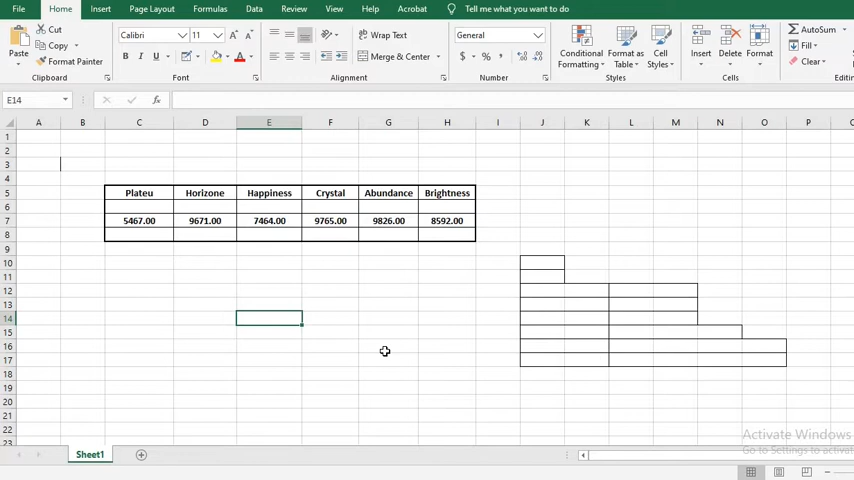 File Home Insert Page Layout Formulas Data Review View Help Acrobat Tell me what you want to do
Paste Cut Copy Format Painter Calibri 11 Wrap Text Merge & Center General Conditional Formatting Format as Table Cell Styles Insert Delete Format AutoSum Fill Clear
B I U A A A $ % ,
Clipboard Font Alignment Number Styles Cells
E14 fx
A B C D E F G H I J K L M N O P
1
2
3
4
5 Plateu Horizone Happiness Crystal Abundance Brightness
6
7 5467.00 9671.00 7464.00 9765.00 9826.00 8592.00
8
9
10
11
12
13
14
15
16
17
18
19
20
21
22
23
Activate Windows
Go to Settings to activat
Sheet1